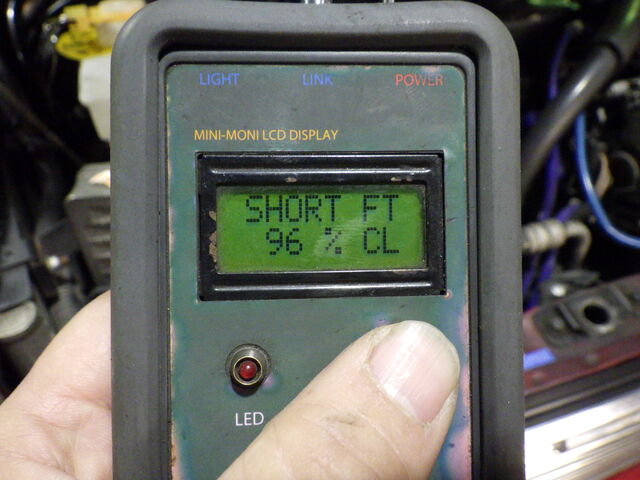 LIGHT LINK POWER
MINI-MONI LCD DISPLAY
SHORT FT
96 % CL
LED